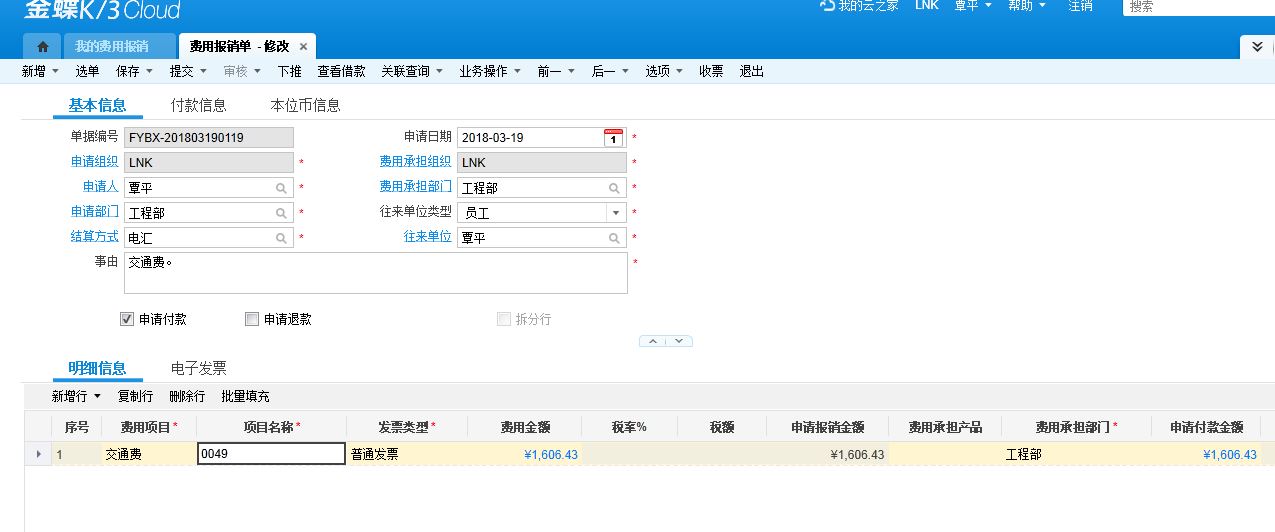 金蝶K/3 Cloud 我的云之家 LNK 覃平 帮助 注销 搜索
我的费用报销 费用报销单 - 修改 ×
新增 选单 保存 提交 审核 下推 查看借款 关联查询 业务操作 前一 后一 选项 收票 退出
基本信息 付款信息 本位币信息
单据编号 FYBX-201803190119 申请日期 2018-03-19 1 *
申请组织 LNK * 费用承担组织 LNK *
申请人 覃平 * 费用承担部门 工程部 *
申请部门 工程部 * 往来单位类型 员工 *
结算方式 电汇 * 往来单位 覃平 *
事由 交通费。 *
申请付款 申请退款 拆分行
明细信息 电子发票
新增行 复制行 删除行 批量填充
序号 费用项目* 项目名称* 发票类型* 费用金额 税率% 税额 申请报销金额 费用承担产品 费用承担部门* 申请付款金额
1 交通费 0049 普通发票 ¥1,606.43 ¥1,606.43 工程部 ¥1,606.43